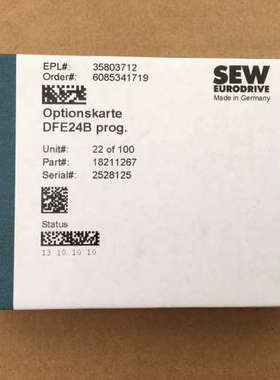 EPL#: 35803712
Order#: 6085341719
SEW
EURODRIVE
Made in Germany
Optionskarte
DFE24B prog.
Unit#: 22 of 100
Part#: 18211267
Serial#: 2528125
Status
13 10 10 10